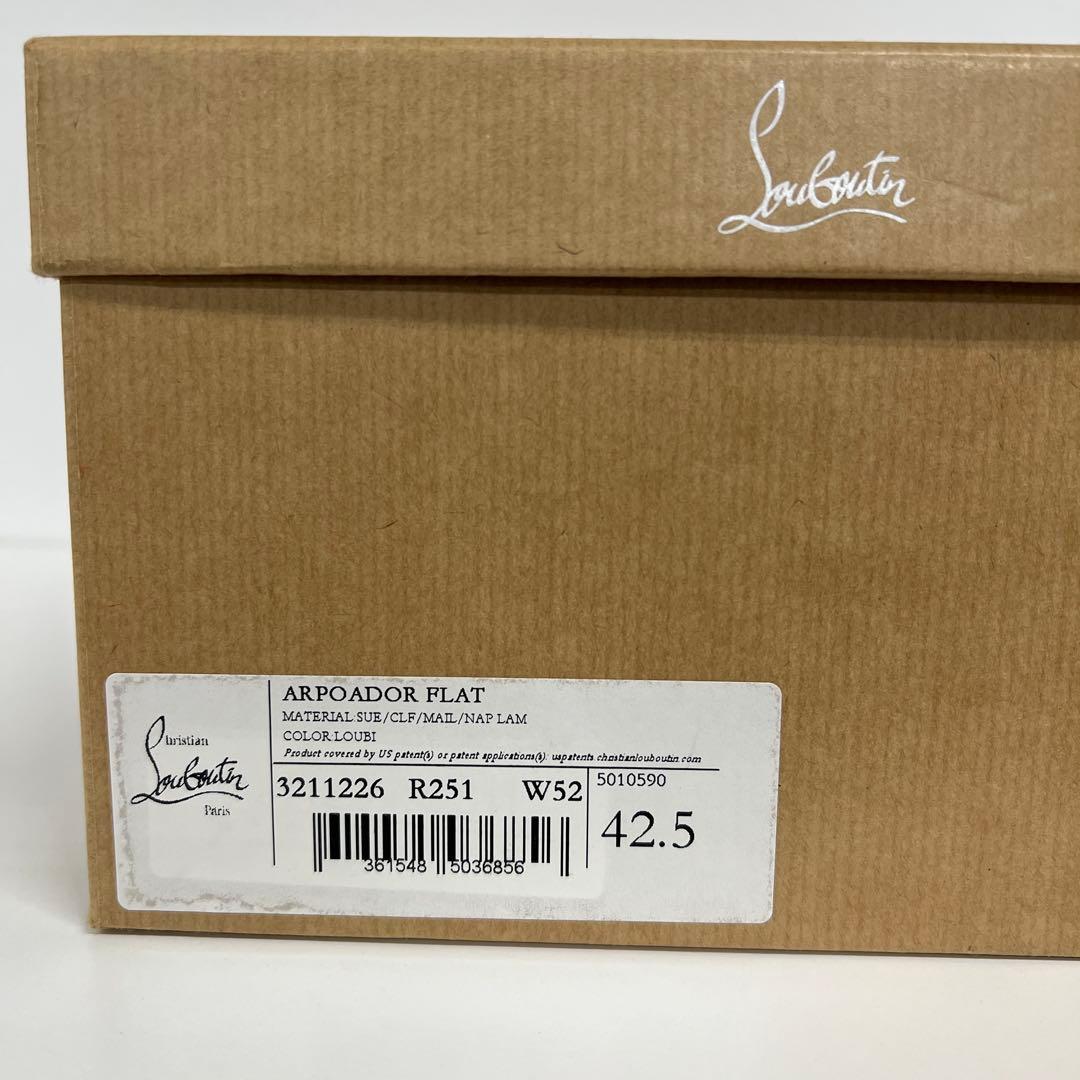 Louboutin
Christian
Louboutin
Paris
ARPOADOR FLAT
MATERIAL:SUE/CLF/MAIL/NAP LAM
COLOR:LOUBI
Product covered by US patent(s) or patent applications(s): uspatents.christianlouboutin.com
3211226 R251 W52
5010590
42.5
361548 5036856